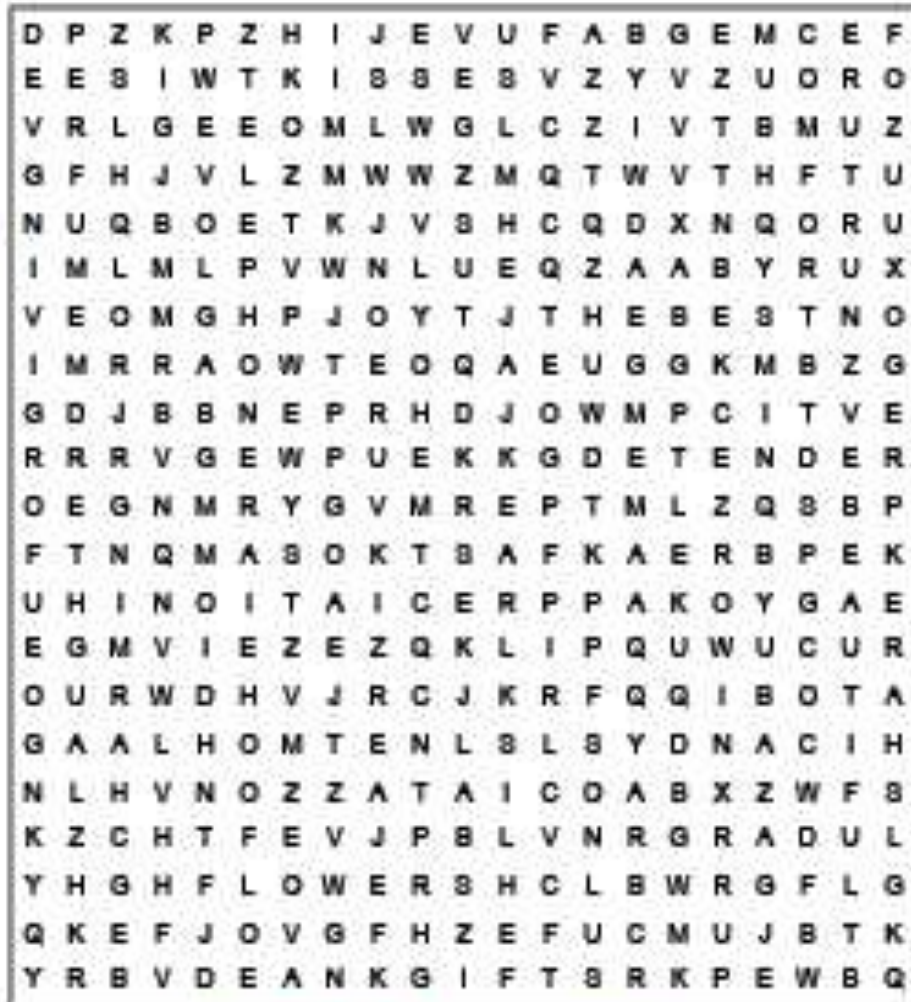 D P Z K P Z H I J E V U F A B G E M C E F
E E S I W T K I S S E S V Z Y V Z U O R O
V R L G E E O M L W G L C Z I V T B M U Z
G F H J V L Z M W W Z M Q T W V T H F T U
N U Q B O E T K J V S H C Q D X N Q O R U
I M L M L P V W N L U E Q Z A A B Y R U X
V E O M G H P J O Y T J T H E B E S T N O
I M R R A O W T E O Q A E U G G K M B Z G
G D J B B N E P R H D J O W M P C I T V E
R R R V G E W P U E K K G D E T E N D E R
O E G N M R Y G V M R E P T M L Z Q S B P
F T N Q M A S O K T S A F K A E R B P E K
U H I N O I T A I C E R P P A K O Y G A E
E G M V I E Z E Z Q K L I P Q U W U C U R
O U R W D H V J R C J K R F Q Q I B O T A
G A A L H O M T E N L S L S Y D N A C I H
N L H V N O Z Z A T A I C O A B X Z W F S
K Z C H T F E V J P B L V N R G R A D U L
Y H G H F L O W E R S H C L B W R G F L G
Q K E F J O V G F H Z E F U C M U J B T K
Y R B V D E A N K G I F T S R K P E W B Q